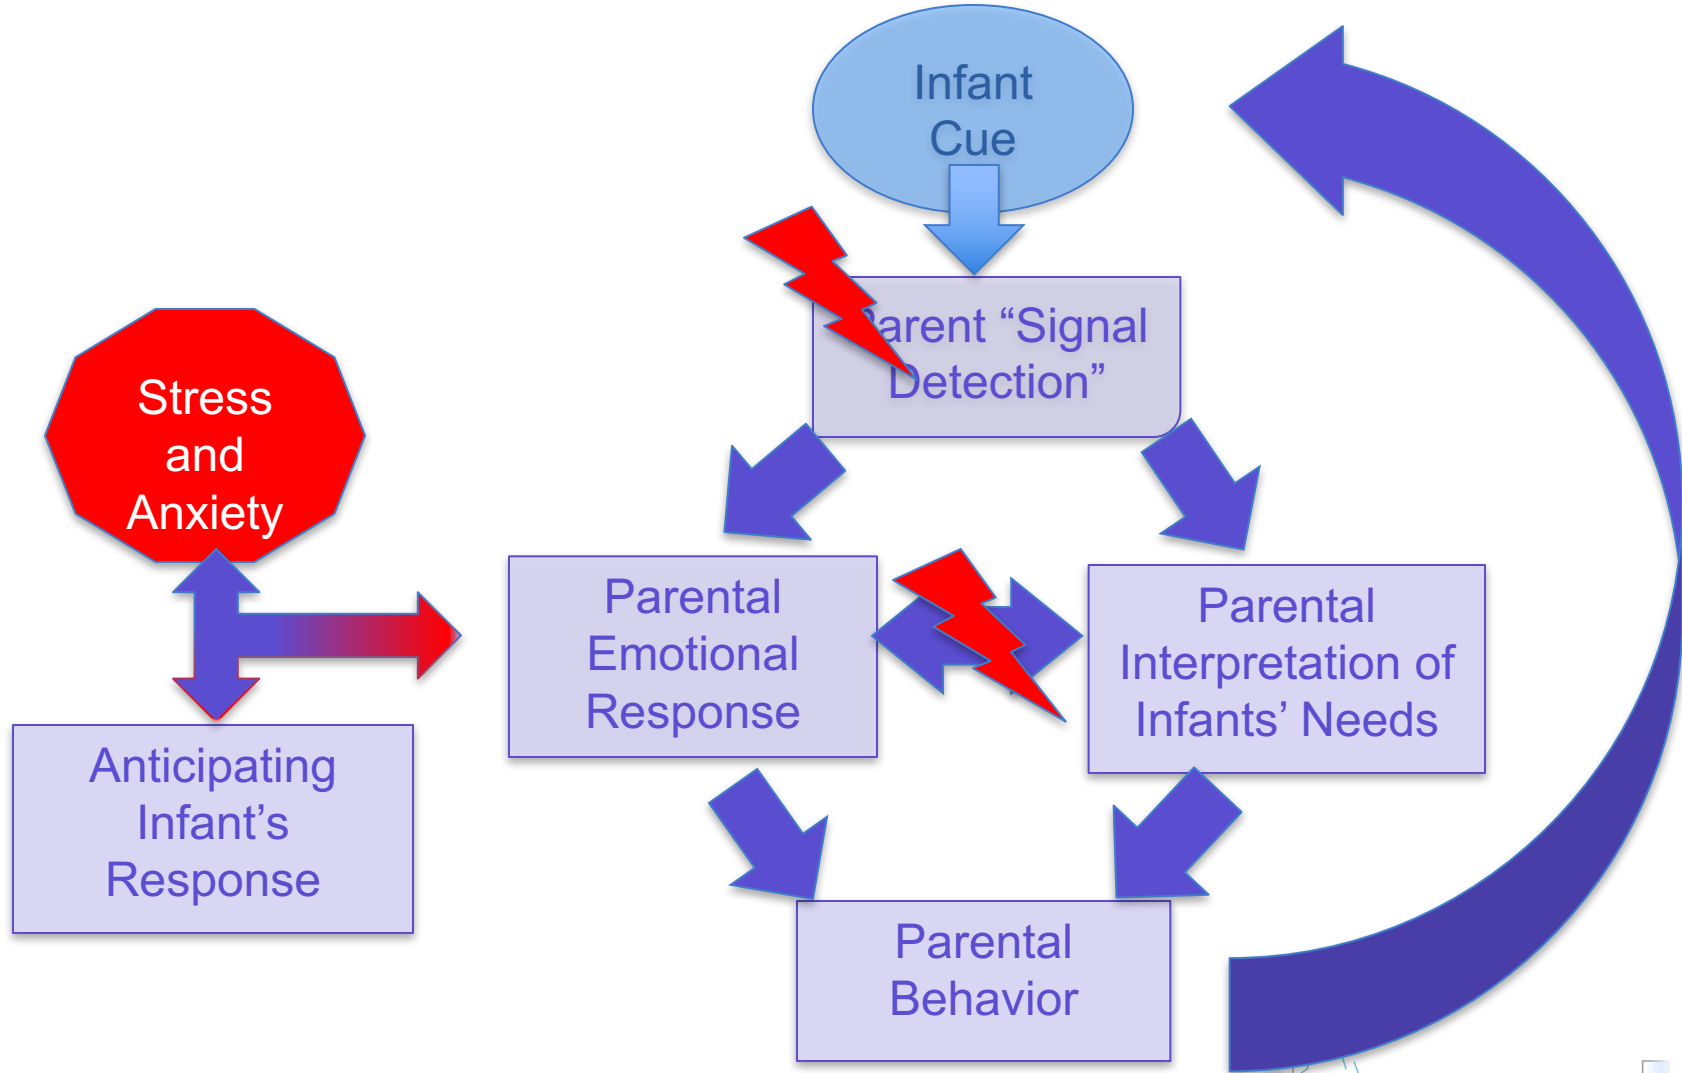 Infant
Cue
Parent “Signal
Detection”
Stress
and
Anxiety
Parental
Emotional
Response
Parental
Interpretation of
Infants’ Needs
Anticipating
Infant’s
Response
Parental
Behavior